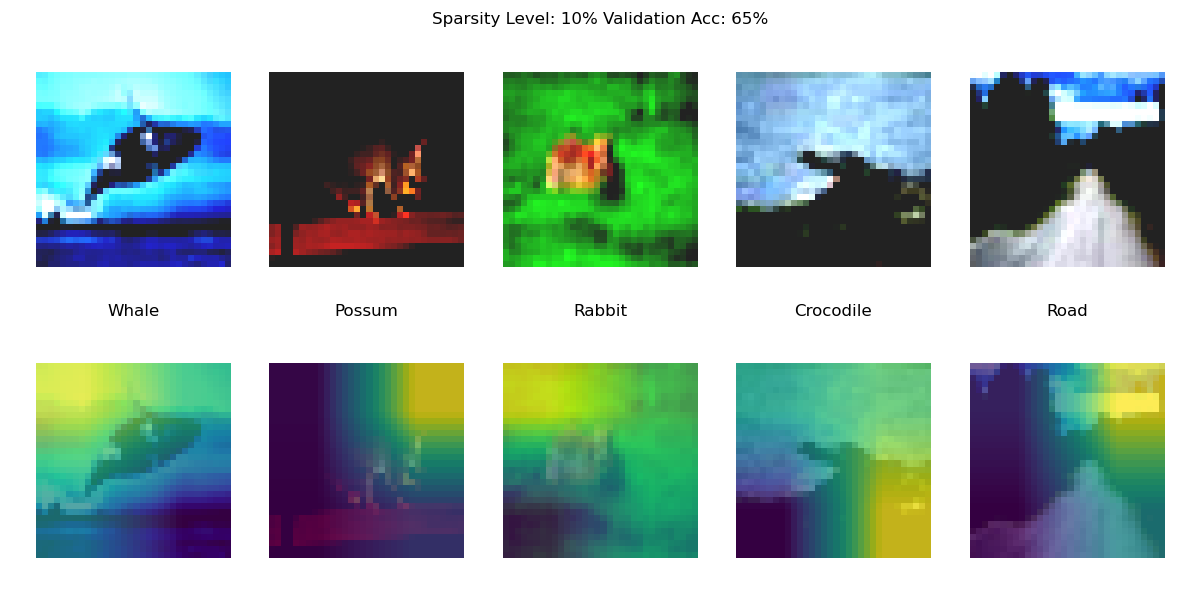 Sparsity Level: 10% Validation Acc: 65%
Whale
Possum
Rabbit
Crocodile
Road